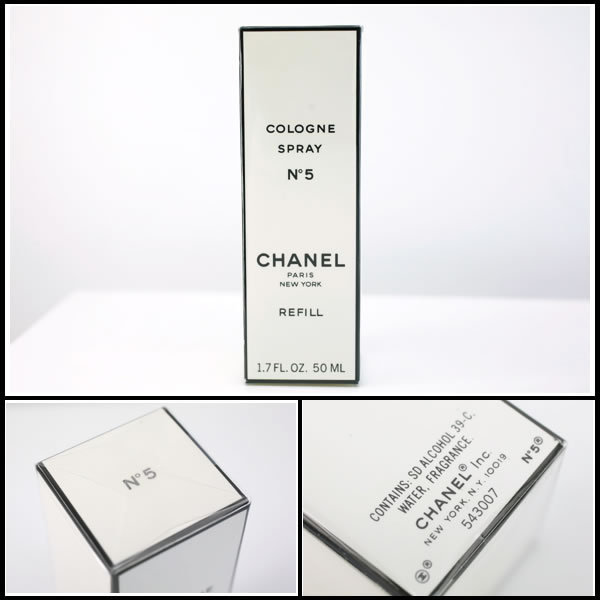 COLOGNE
SPRAY
N°5
CHANEL
PARIS
NEW YORK
REFILL
1.7 FL. OZ. 50 ML
N°5
CONTAINS: SD ALCOHOL 39-C,
WATER, FRAGRANCE.
CHANEL® Inc.
NEW YORK, N.Y. 10019
543007
N°5®